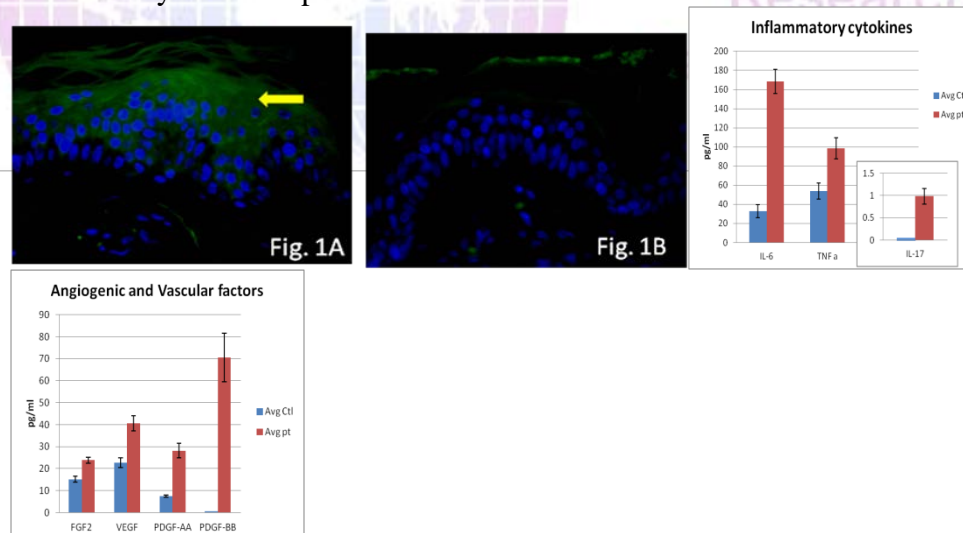 Fig. 1A
Fig. 1B
Inflammatory cytokines
200
180
160
140
120
100
80
60
40
20
0
pg/ml
IL-6
TNF a
Avg
Avg pt
1.5
1
0.5
0
IL-17
Angiogenic and Vascular factors
90
80
70
60
50
40
30
20
10
0
pg/ml
FGF2 VEGF PDGF-AA PDGF-BB
Avg Ctl
Avg pt